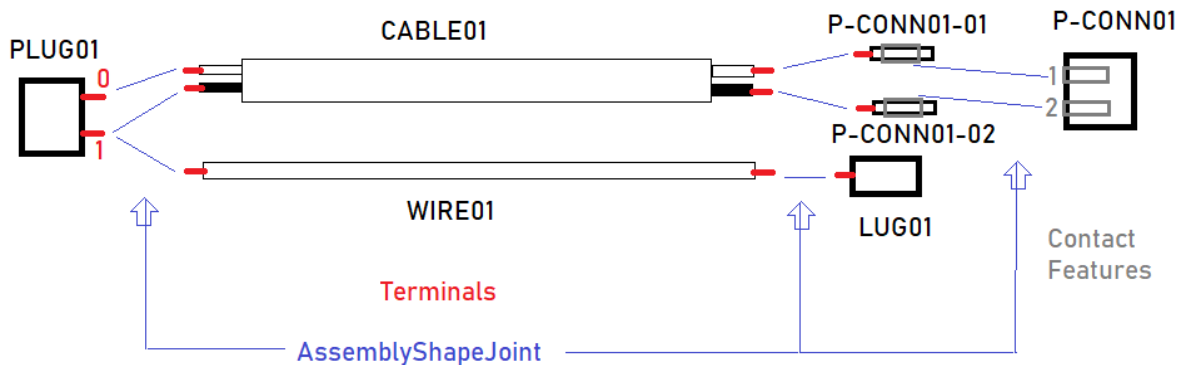 CABLE01
P-CONN01-01
P-CONN01
PLUG01
0
1
1
2
P-CONN01-02
WIRE01
LUG01
Contact
Features
Terminals
AssemblyShapeJoint